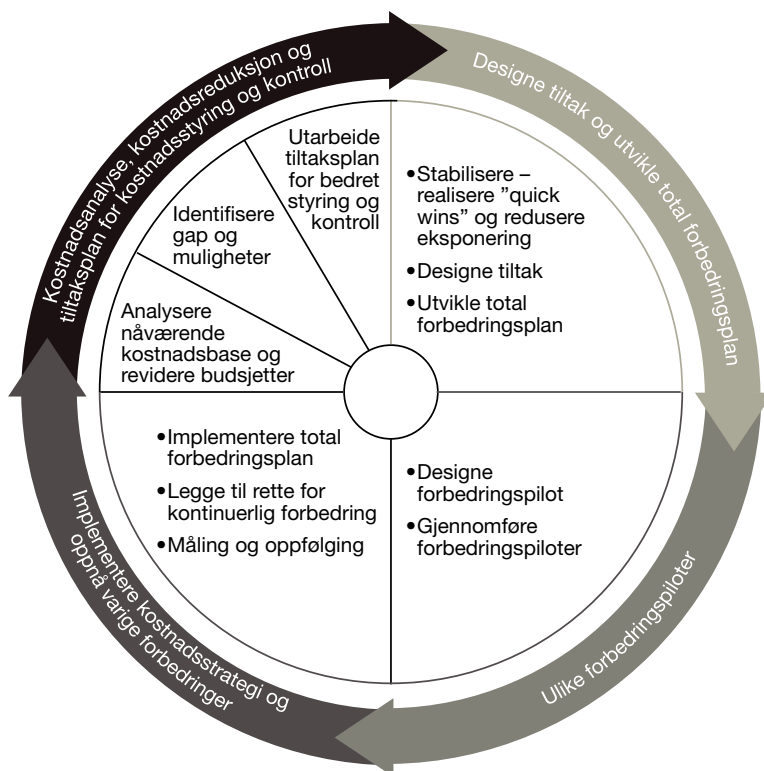 Kostnadsanalyse, kostnadsreduksjon og
tiltaksplan for kostnadsstyring og kontroll
Designe tiltak og utvikle total forbedringsplan
Ulike forbedringspiloter
Implementere kostnadsstrategi og
oppnå varige forbedringer
Analysere
nåværende
kostnadsbase og
revidere budsjetter
Identifisere
gap og
muligheter
Utarbeide
tiltaksplan
for bedret
styring og
kontroll
•Stabilisere –
realisere ”quick
wins” og redusere
eksponering
•Designe tiltak
•Utvikle total
forbedringsplan
•Designe
forbedringspilot
•Gjennomføre
forbedringspiloter
•Implementere total
forbedringsplan
•Legge til rette for
kontinuerlig forbedring
•Måling og oppfølging